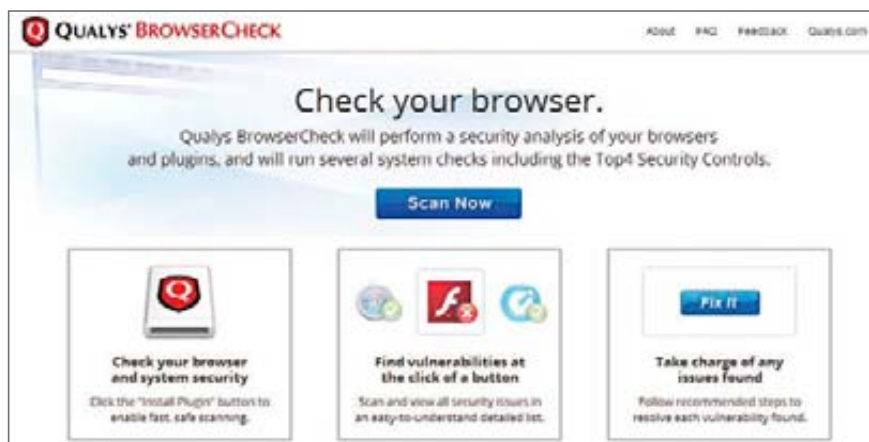 QUALYS' BROWSERCHECK
About FAQ Feedback Qualys.com
Check your browser.
Qualys BrowserCheck will perform a security analysis of your browsers
and plugins, and will run several system checks including the Top4 Security Controls.
Scan Now
Check your browser
and system security
Click the "Install Plugin" button to
enable fast, safe scanning.
Find vulnerabilities at
the click of a button
Scan and view all security issues in
an easy-to-understand detailed list.
Fix It
Take charge of any
issues found
Follow recommended steps to
resolve each vulnerability found.